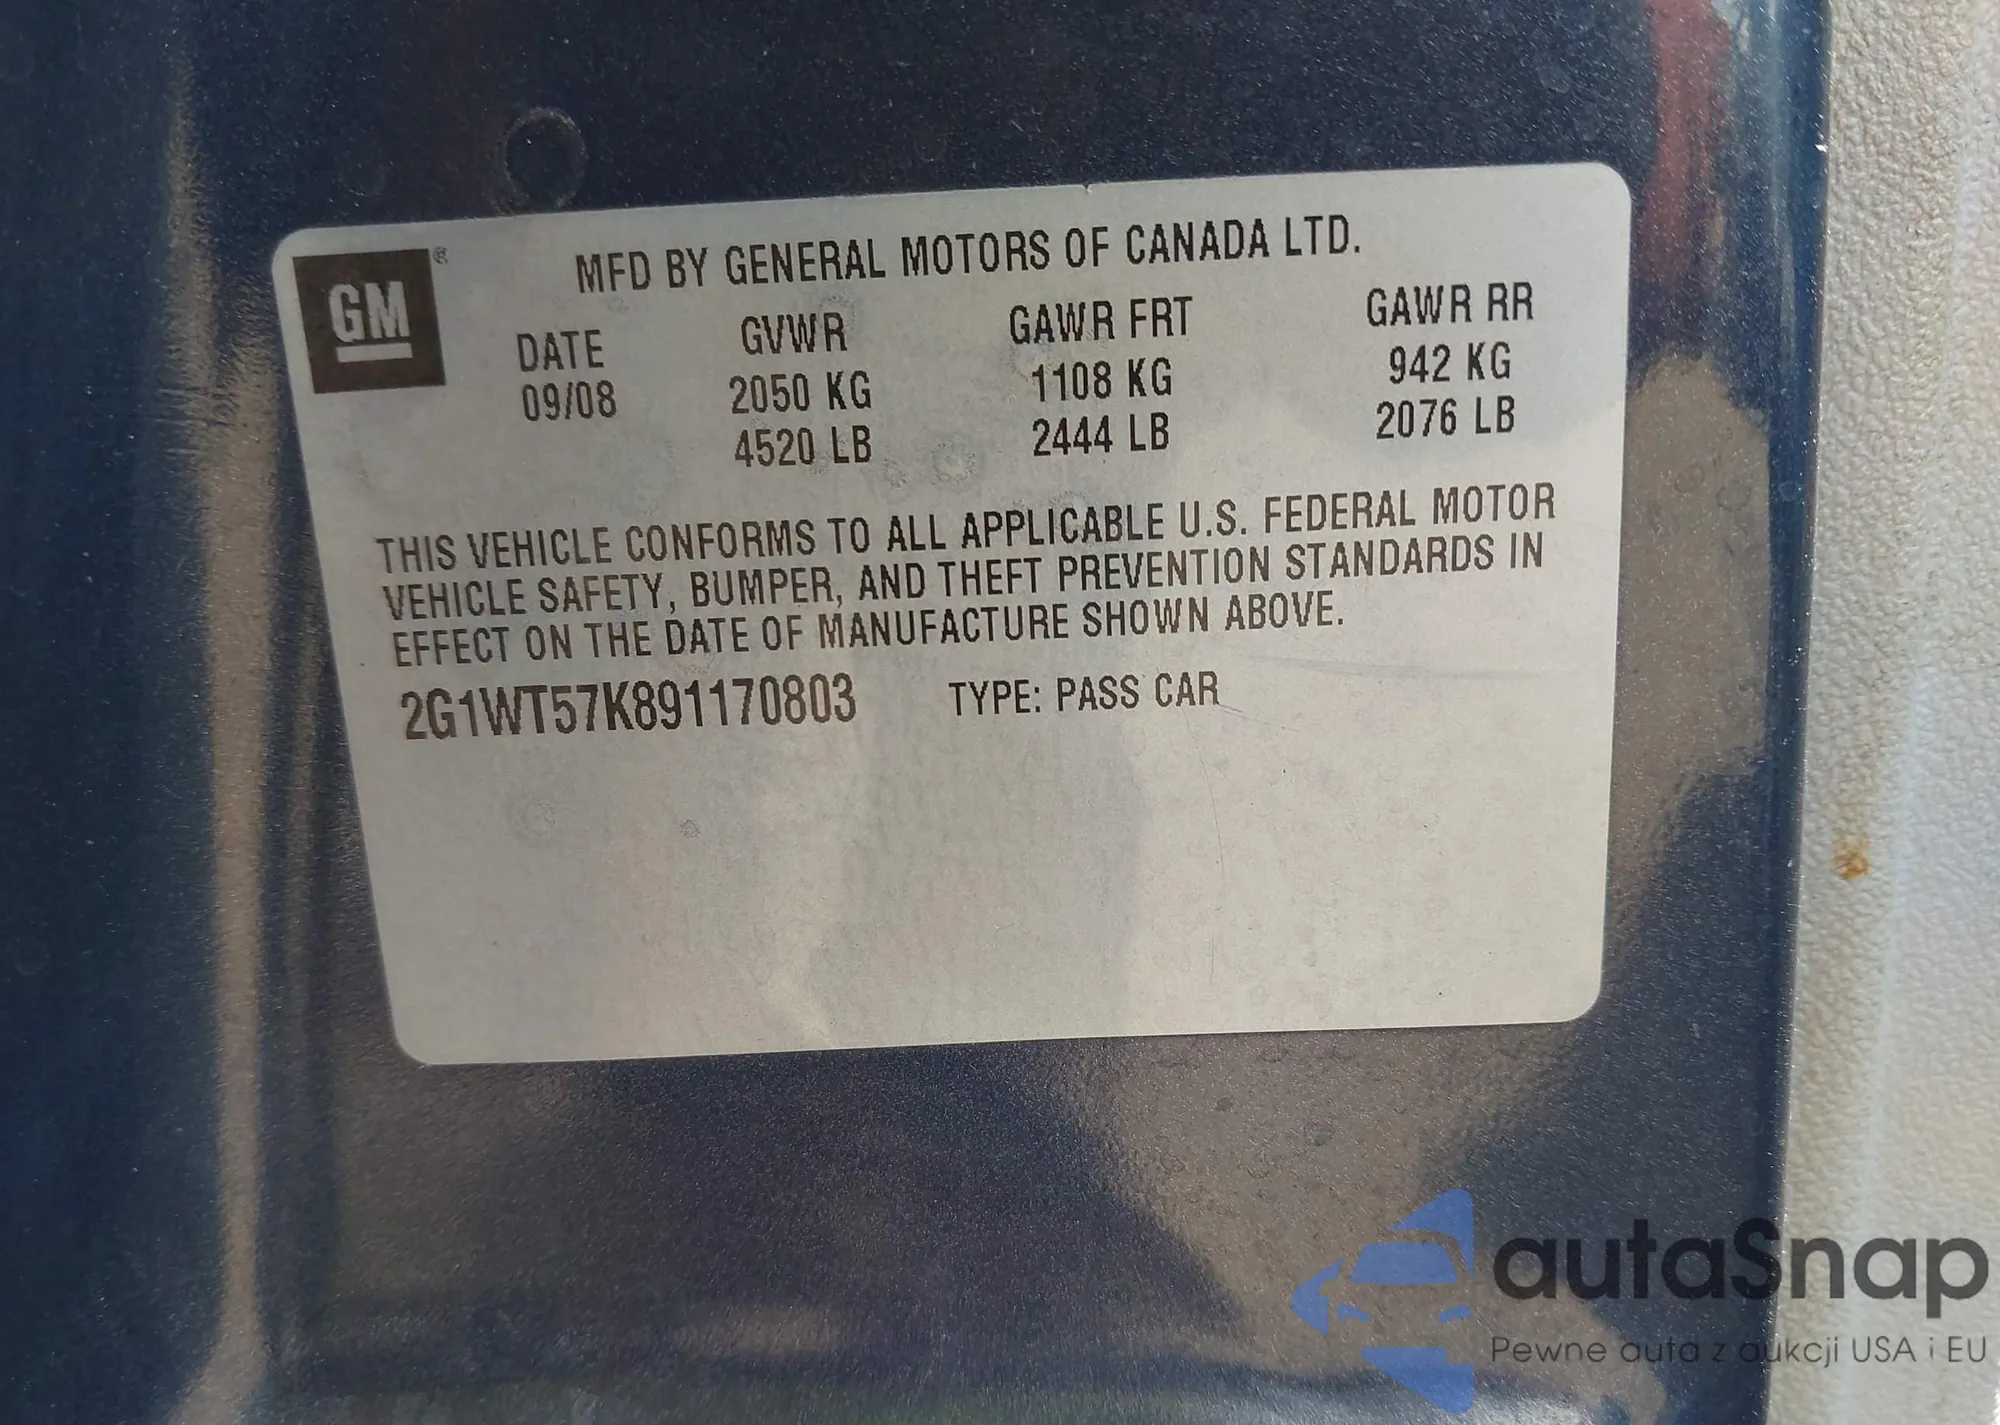 GM ®
MFD BY GENERAL MOTORS OF CANADA LTD.
DATE GVWR GAWR FRT GAWR RR
09/08 2050 KG 1108 KG 942 KG
4520 LB 2444 LB 2076 LB
THIS VEHICLE CONFORMS TO ALL APPLICABLE U.S. FEDERAL MOTOR
VEHICLE SAFETY, BUMPER, AND THEFT PREVENTION STANDARDS IN
EFFECT ON THE DATE OF MANUFACTURE SHOWN ABOVE.
2G1WT57K891170803 TYPE: PASS CAR
autaSnap
Pewne auta z aukcji USA i EU